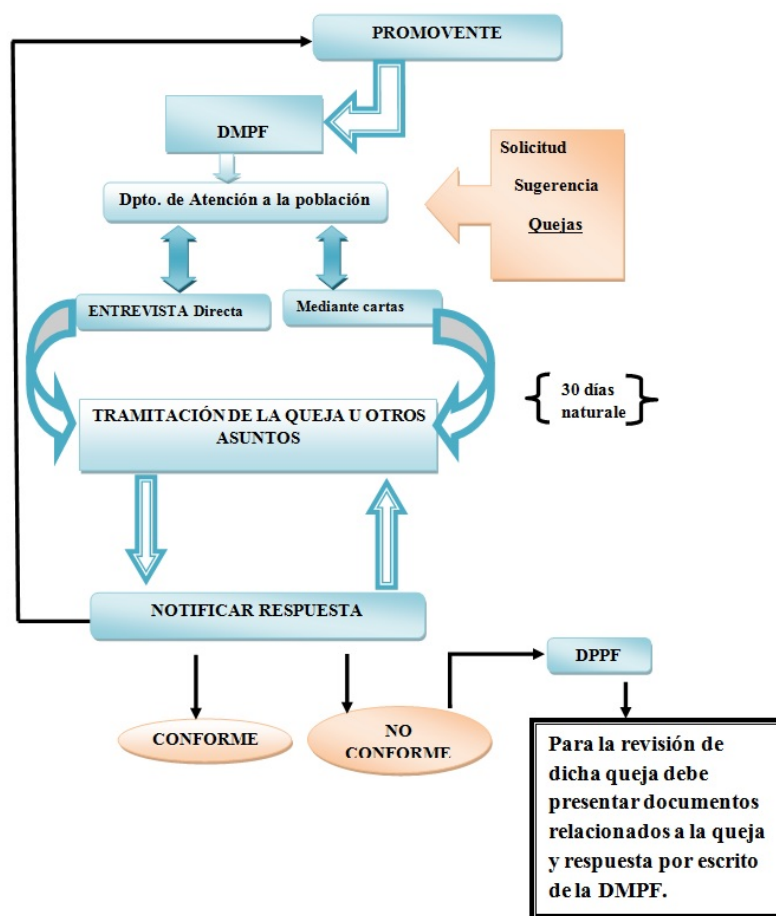 PROMOVENTE
DMPF
Solicitud
Sugerencia
Quejas
Dpto. de Atención a la población
ENTREVISTA Directa
Mediante cartas
30 días
naturale
TRAMITACIÓN DE LA QUEJA U OTROS
ASUNTOS
NOTIFICAR RESPUESTA
DPPF
CONFORME
NO
CONFORME
Para la revisión de
dicha queja debe
presentar documentos
relacionados a la queja
y respuesta por escrito
de la DMPF.